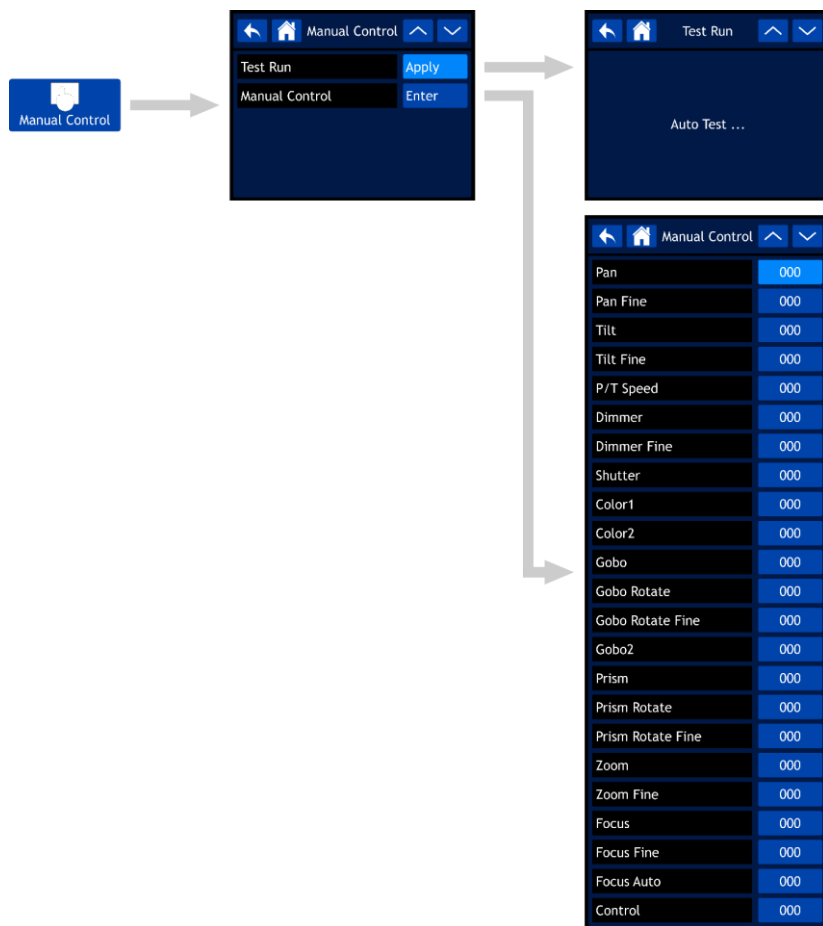 Manual Control
Manual Control
Test Run Apply
Manual Control Enter
Test Run
Auto Test ...
Manual Control
Pan 000
Pan Fine 000
Tilt 000
Tilt Fine 000
P/T Speed 000
Dimmer 000
Dimmer Fine 000
Shutter 000
Color1 000
Color2 000
Gobo 000
Gobo Rotate 000
Gobo Rotate Fine 000
Gobo2 000
Prism 000
Prism Rotate 000
Prism Rotate Fine 000
Zoom 000
Zoom Fine 000
Focus 000
Focus Fine 000
Focus Auto 000
Control 000